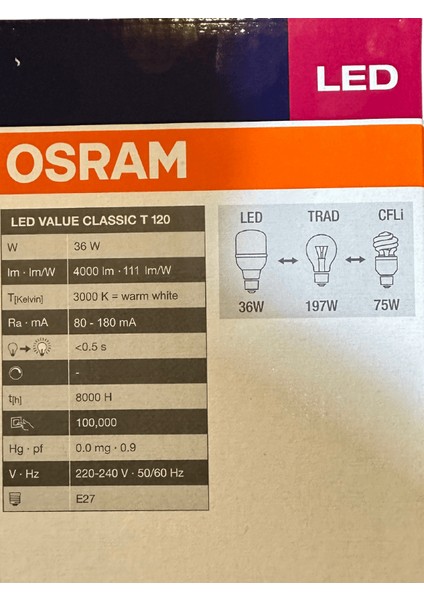 LED
OSRAM
LED VALUE CLASSIC T 120
W 36 W
lm · lm/W 4000 lm · 111 lm/W
T[Kelvin] 3000 K = warm white
Ra · mA 80 - 180 mA
<0.5 s
-
t[h] 8000 H
100,000
Hg · pf 0.0 mg · 0.9
V · Hz 220-240 V · 50/60 Hz
E27
LED TRAD CFLi
36W 197W 75W